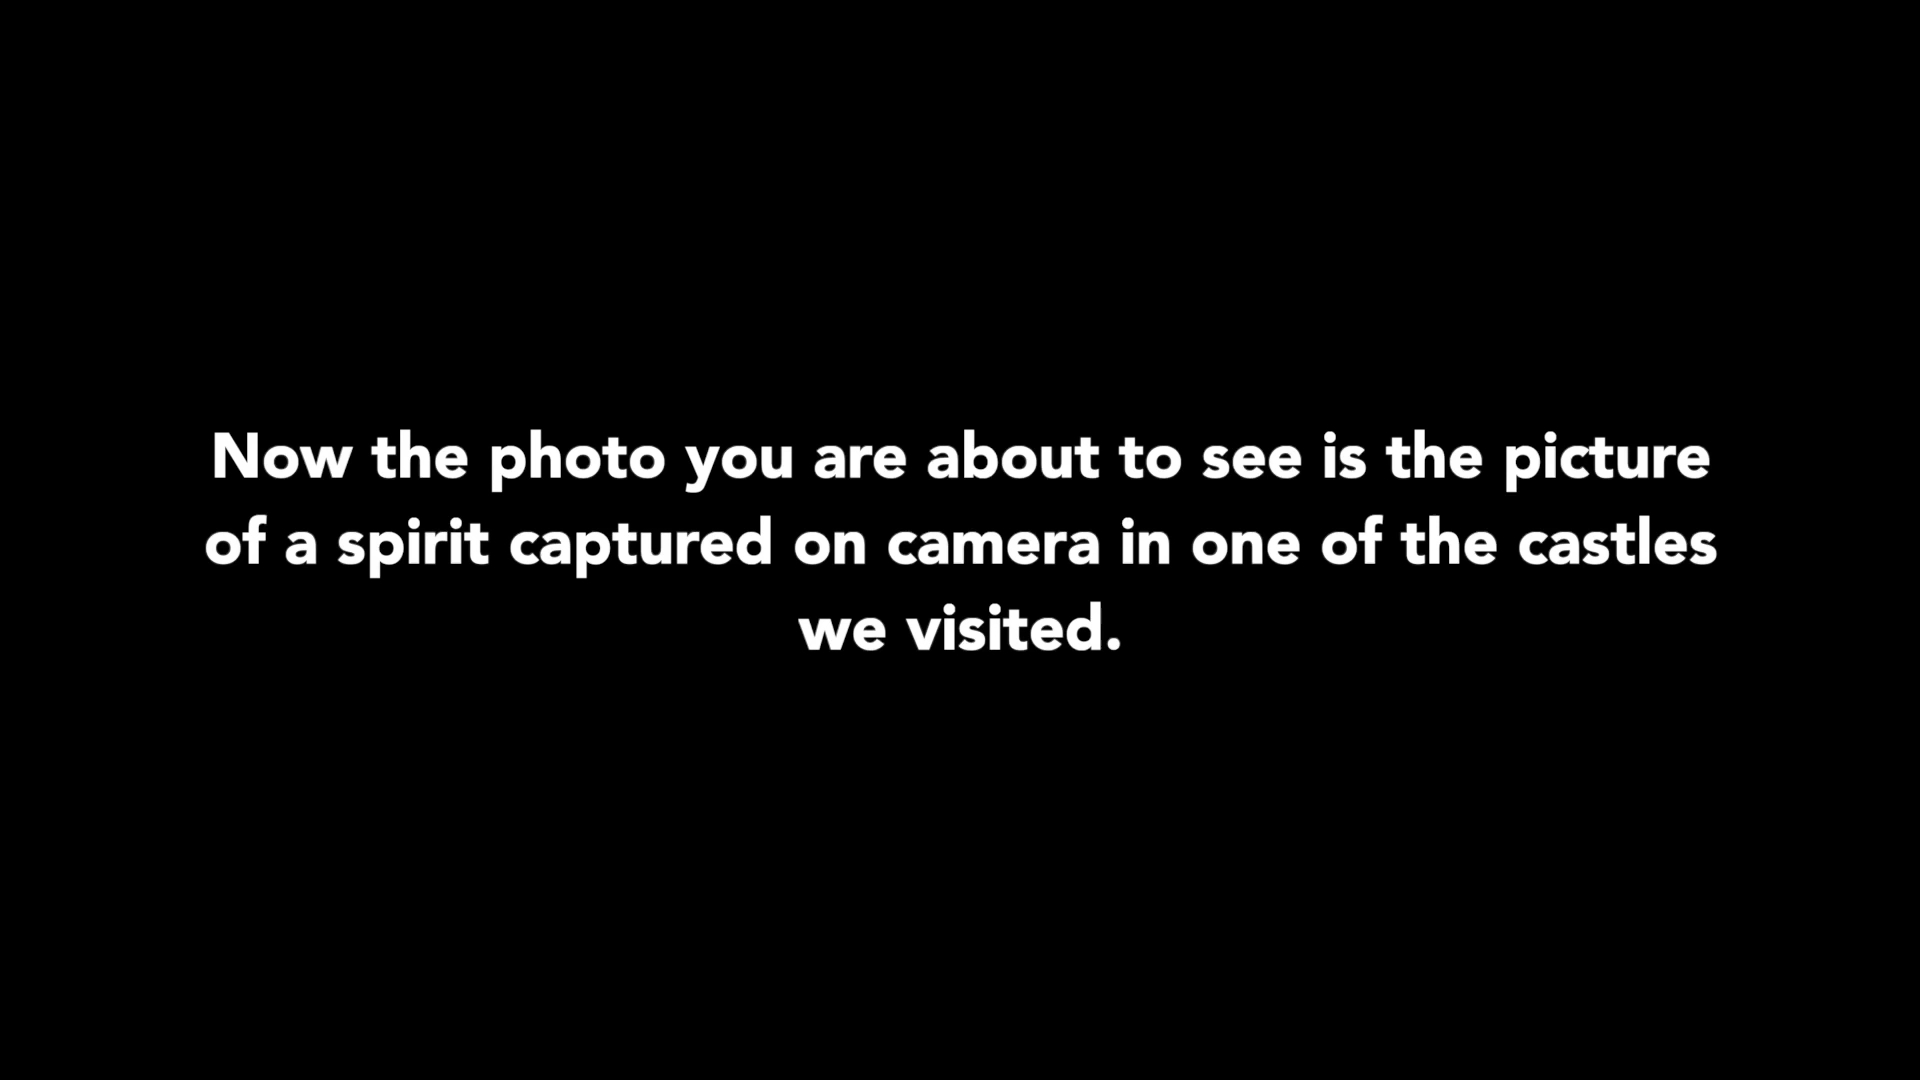 Now the photo you are about to see is the picture
of a spirit captured on camera in one of the castles
we visited.